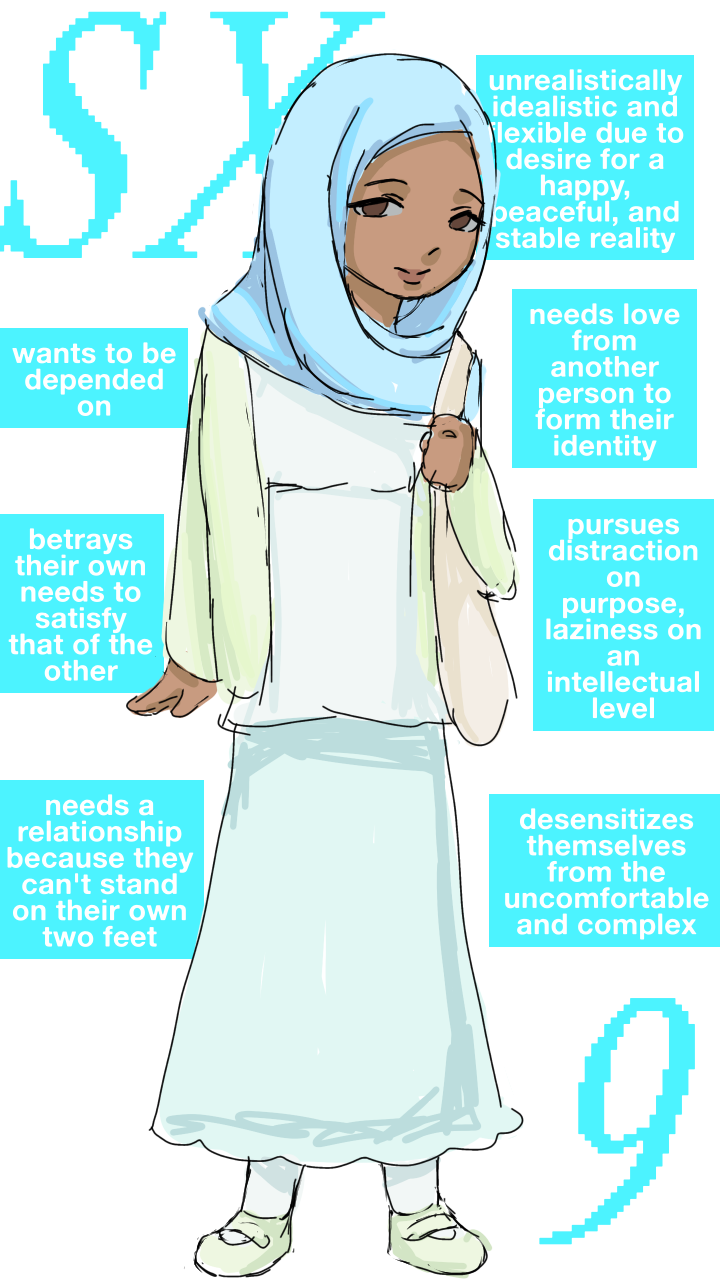 SX
unrealistically
idealistic and
flexible due to
desire for a
happy,
peaceful, and
stable reality
needs love
from
another
person to
form their
identity
wants to be
depended
on
pursues
distraction
on
purpose,
laziness on
an
intellectual
level
betrays
their own
needs to
satisfy
that of the
other
needs a
relationship
because they
can't stand
on their own
two feet
desensitizes
themselves
from the
uncomfortable
and complex
9